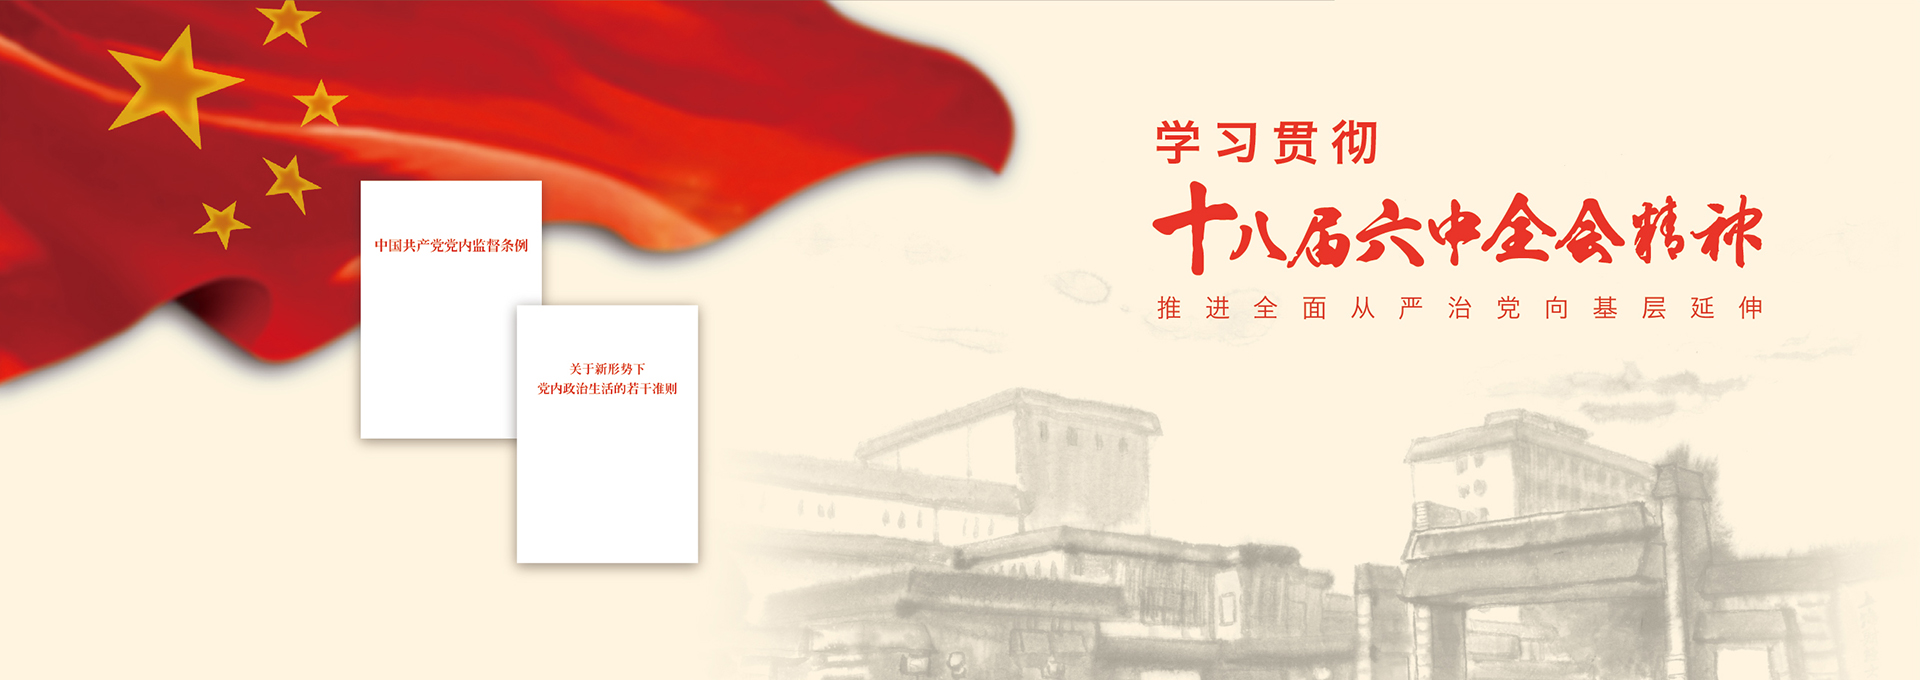 学习贯彻
十八届六中全会精神
推进全面从严治党向基层延伸
中国共产党党内监督条例
关于新形势下
党内政治生活的若干准则